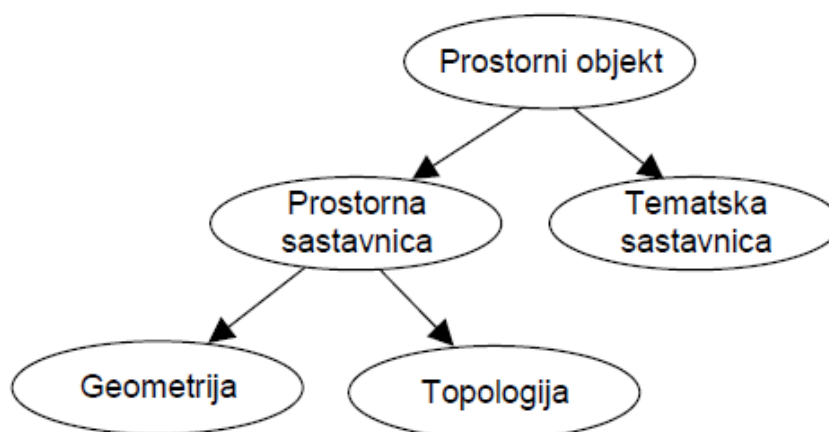 Prostorni objekt
Prostorna
sastavnica
Tematska
sastavnica
Geometrija
Topologija